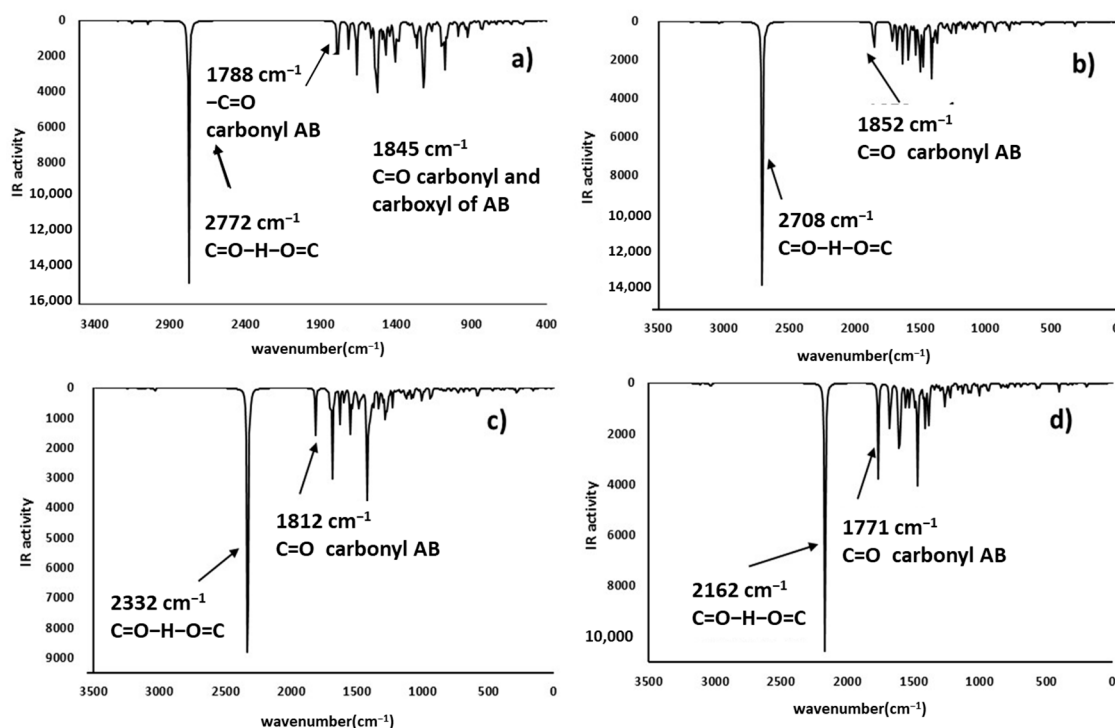 0
2000
4000
6000
8000
10,000
12,000
14,000
16,000
IR activity
a)
1788 cm⁻¹
−C=O
carbonyl AB
1845 cm⁻¹
C=O carbonyl and
carboxyl of AB
2772 cm⁻¹
C=O−H−O=C
3400 2900 2400 1900 1400 900 400
wavenumber(cm⁻¹)
0
2000
4000
6000
8000
10,000
12,000
14,000
IR actiivity
b)
1852 cm⁻¹
C=O carbonyl AB
2708 cm⁻¹
C=O−H−O=C
3500 3000 2500 2000 1500 1000 500 0
wavenumber(cm⁻¹)
0
1000
2000
3000
4000
5000
6000
7000
8000
9000
IR activity
c)
1812 cm⁻¹
C=O carbonyl AB
2332 cm⁻¹
C=O−H−O=C
3500 3000 2500 2000 1500 1000 500 0
wavenumber(cm⁻¹)
0
2000
4000
6000
8000
10,000
IR activity
d)
1771 cm⁻¹
C=O carbonyl AB
2162 cm⁻¹
C=O−H−O=C
3500 3000 2500 2000 1500 1000 500 0
wavenumber(cm⁻¹)